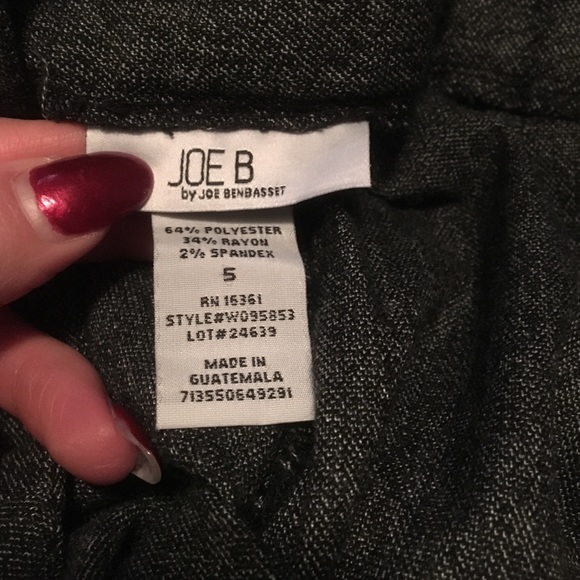 JOE B
by JOE BENBASSET
64% POLYESTER
34% RAYON
2% SPANDEX
5
RN 16361
STYLE#W095853
LOT#24639
MADE IN
GUATEMALA
713550649291